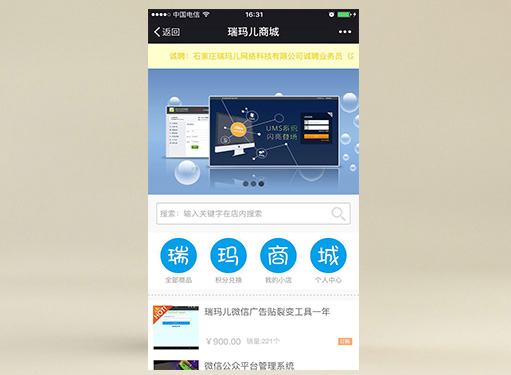 中国电信
16:31
返回
瑞玛儿商城
诚聘：石家庄瑞玛儿网络科技有限公司诚聘业务员
UMS系统
闪亮登场
搜索：输入关键字在店内搜索
瑞 玛 商 城
全部商品 积分兑换 我的小店 个人中心
HOT!
瑞玛儿微信广告贴裂变工具一年
￥900.00 销量:221个
订购
微信公众平台管理系统